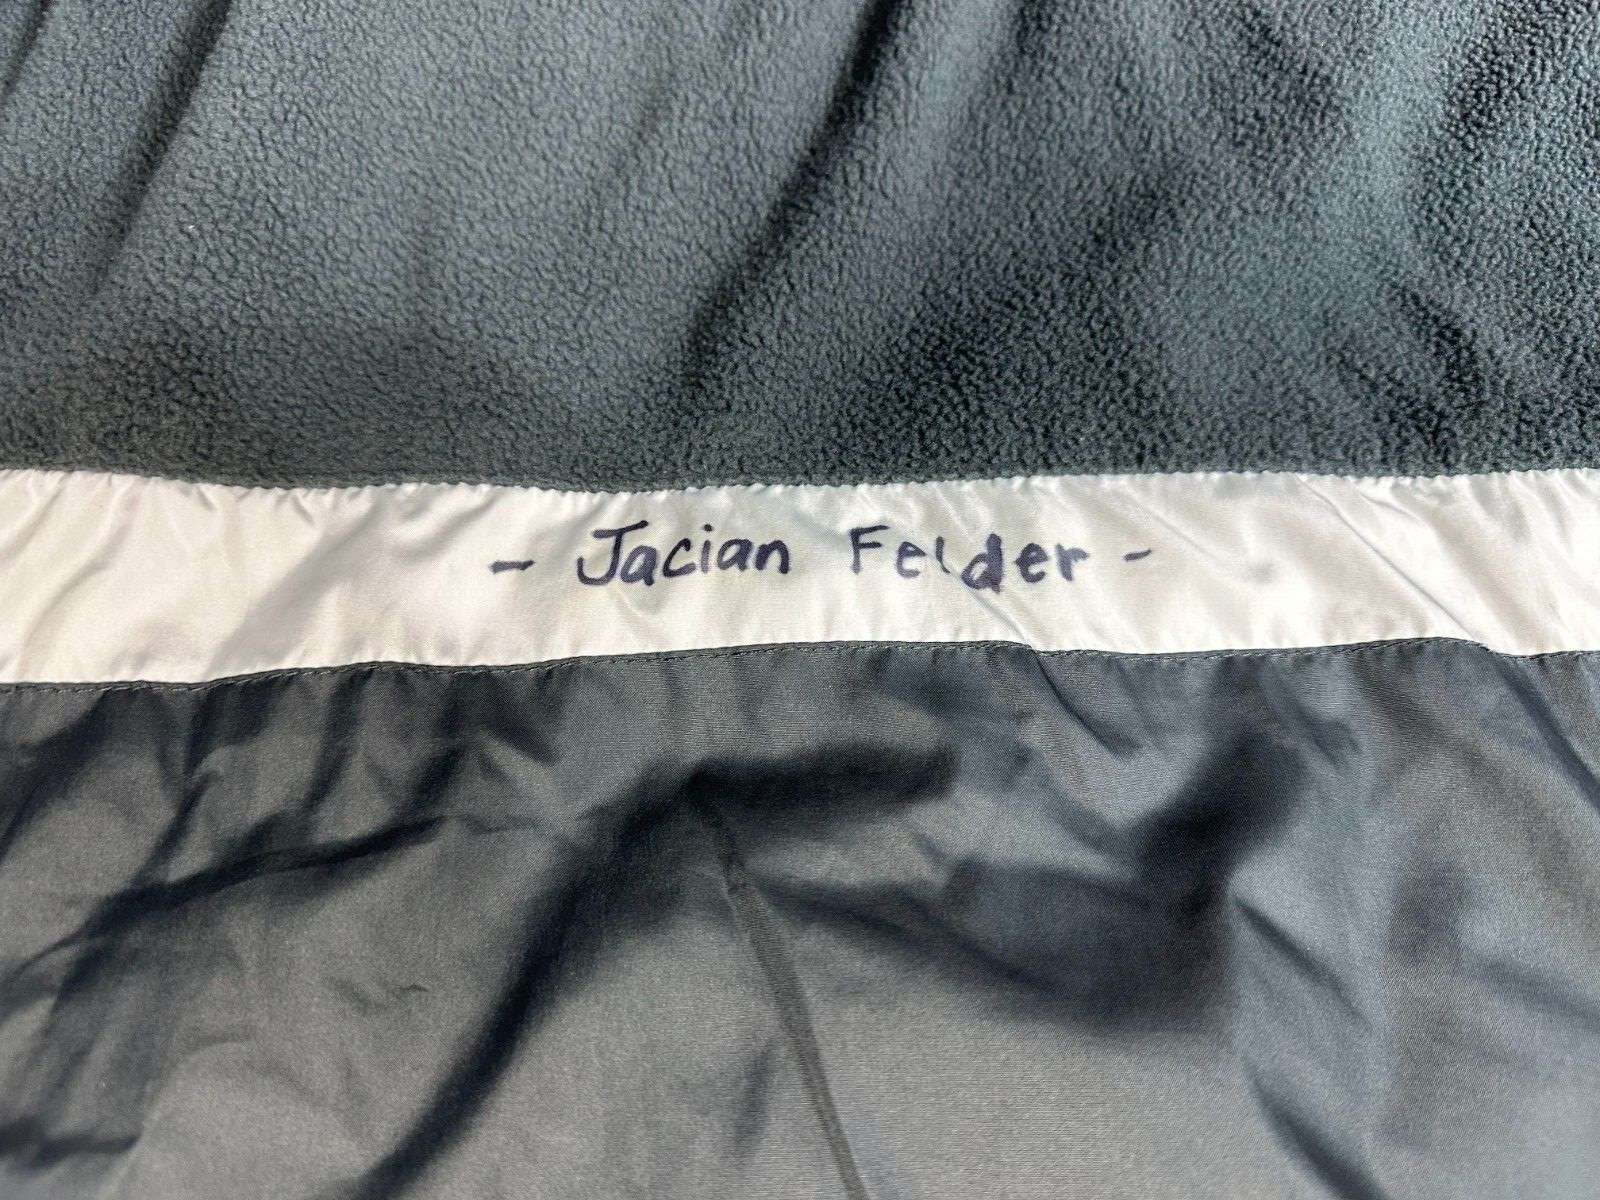 - Jacian Felder -